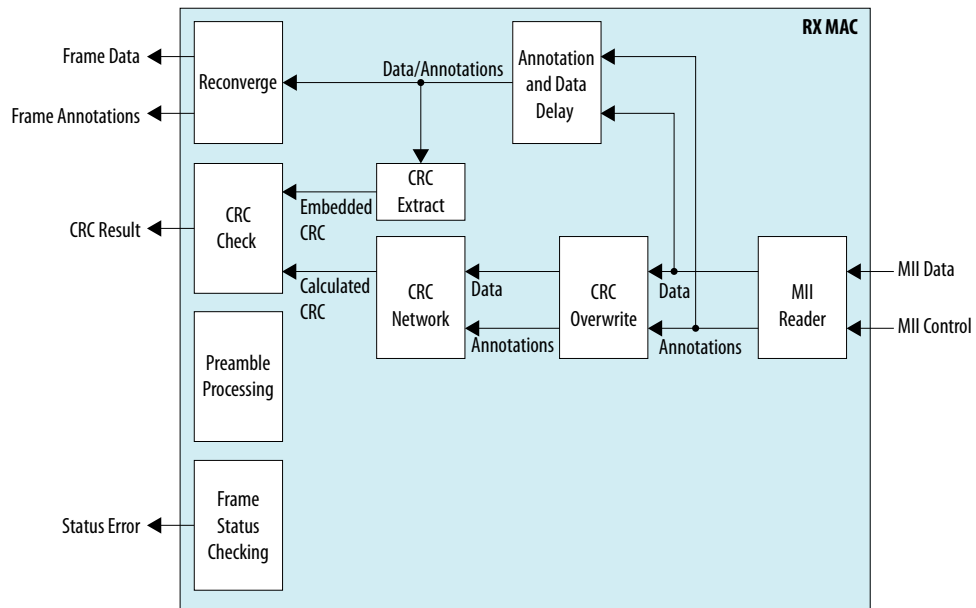 RX MAC
Frame Data
Frame Annotations
Reconverge
Data/Annotations
Annotation
and Data
Delay
CRC
Extract
Embedded
CRC
CRC
Check
CRC Result
Calculated
CRC
CRC
Network
Data
Annotations
CRC
Overwrite
Data
Annotations
MII
Reader
MII Data
MII Control
Preamble
Processing
Frame
Status
Checking
Status Error